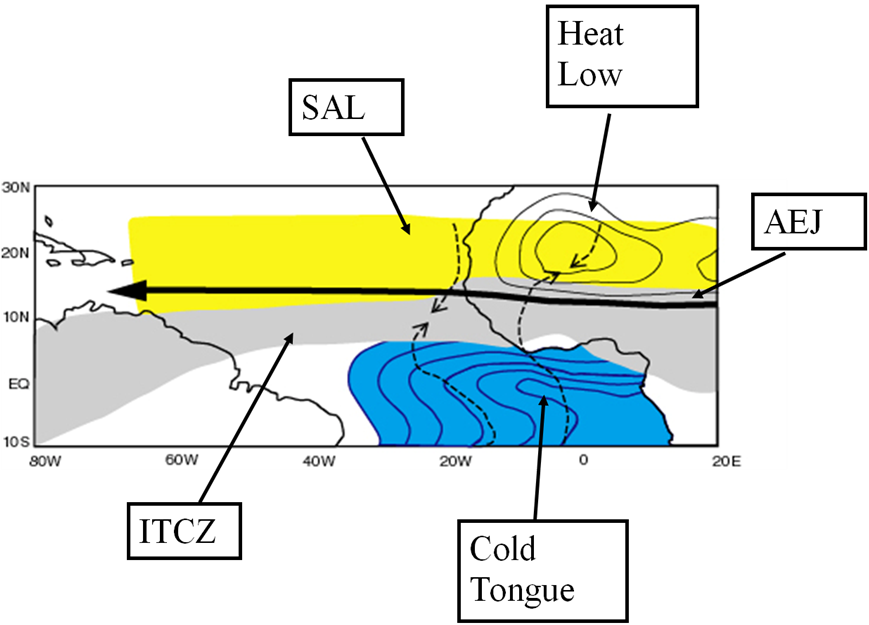 Heat
Low
SAL
AEJ
30N
20N
10N
EQ
10S
80W
60W
40W
20W
0
20E
ITCZ
Cold
Tongue